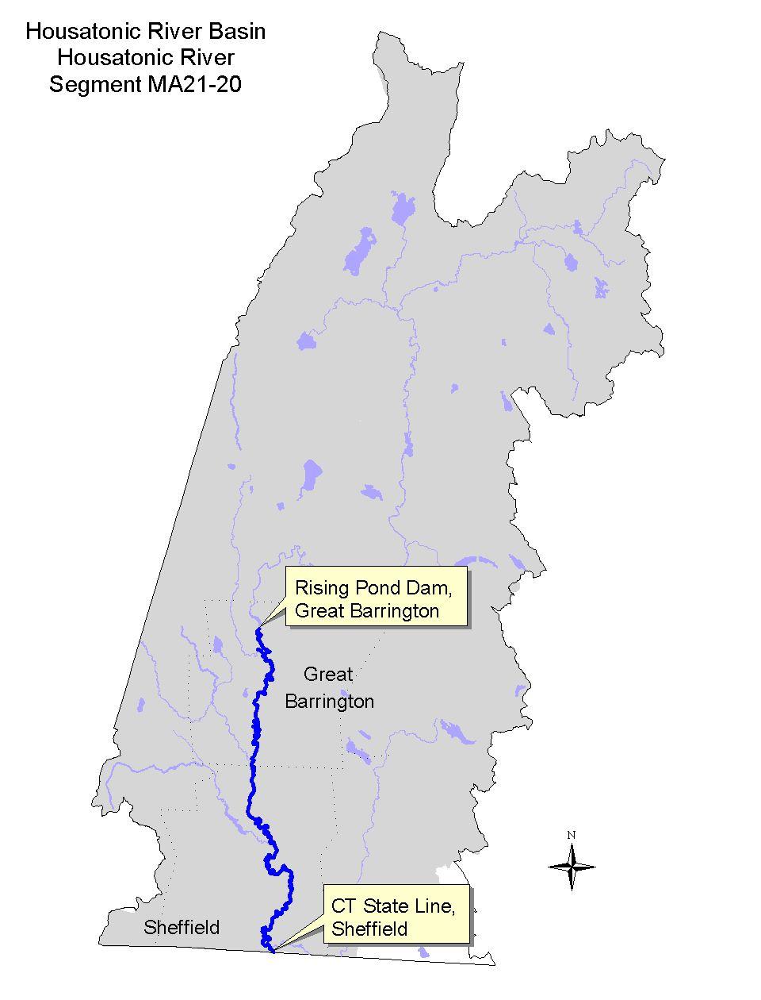 Housatonic River Basin
Housatonic River
Segment MA21-20
Rising Pond Dam,
Great Barrington
Great
Barrington
N
CT State Line,
Sheffield
Sheffield